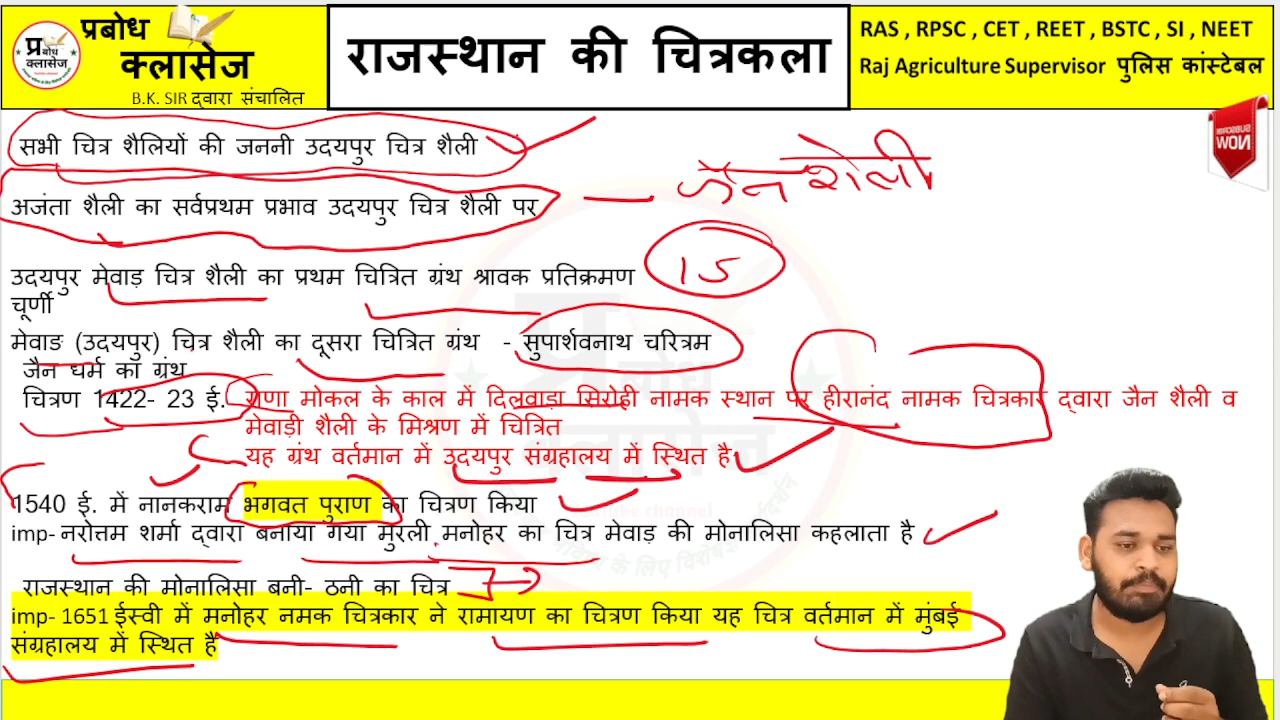 प्रबोध
क्लासेज
B.K. SIR द्वारा संचालित
प्र बोध
क्लासेज
राजस्थान की चित्रकला
RAS , RPSC , CET , REET , BSTC , SI , NEET
Raj Agriculture Supervisor पुलिस कांस्टेबल
SUBSCRIBE
NOW
सभी चित्र शैलियों की जननी उदयपुर चित्र शैली
जैन शैली
अजंता शैली का सर्वप्रथम प्रभाव उदयपुर चित्र शैली पर
15
उदयपुर मेवाड़ चित्र शैली का प्रथम चित्रित ग्रंथ श्रावक प्रतिक्रमण
चूर्णी
मेवाङ (उदयपुर) चित्र शैली का दूसरा चित्रित ग्रंथ - सुपार्शवनाथ चरित्रम
जैन धर्म का ग्रंथ
चित्रण 1422- 23 ई. राणा मोकल के काल में दिलवाड़ा सिरोही नामक स्थान पर हीरानंद नामक चित्रकार द्वारा जैन शैली व
मेवाड़ी शैली के मिश्रण में चित्रित
यह ग्रंथ वर्तमान में उदयपुर संग्रहालय में स्थित है
1540 ई. में नानकराम भगवत पुराण का चित्रण किया
imp- नरोत्तम शर्मा द्वारा बनाया गया मुरली मनोहर का चित्र मेवाड़ की मोनालिसा कहलाता है
राजस्थान की मोनालिसा बनी- ठनी का चित्र
imp- 1651 ईस्वी में मनोहर नमक चित्रकार ने रामायण का चित्रण किया यह चित्र वर्तमान में मुंबई
संग्रहालय में स्थित है